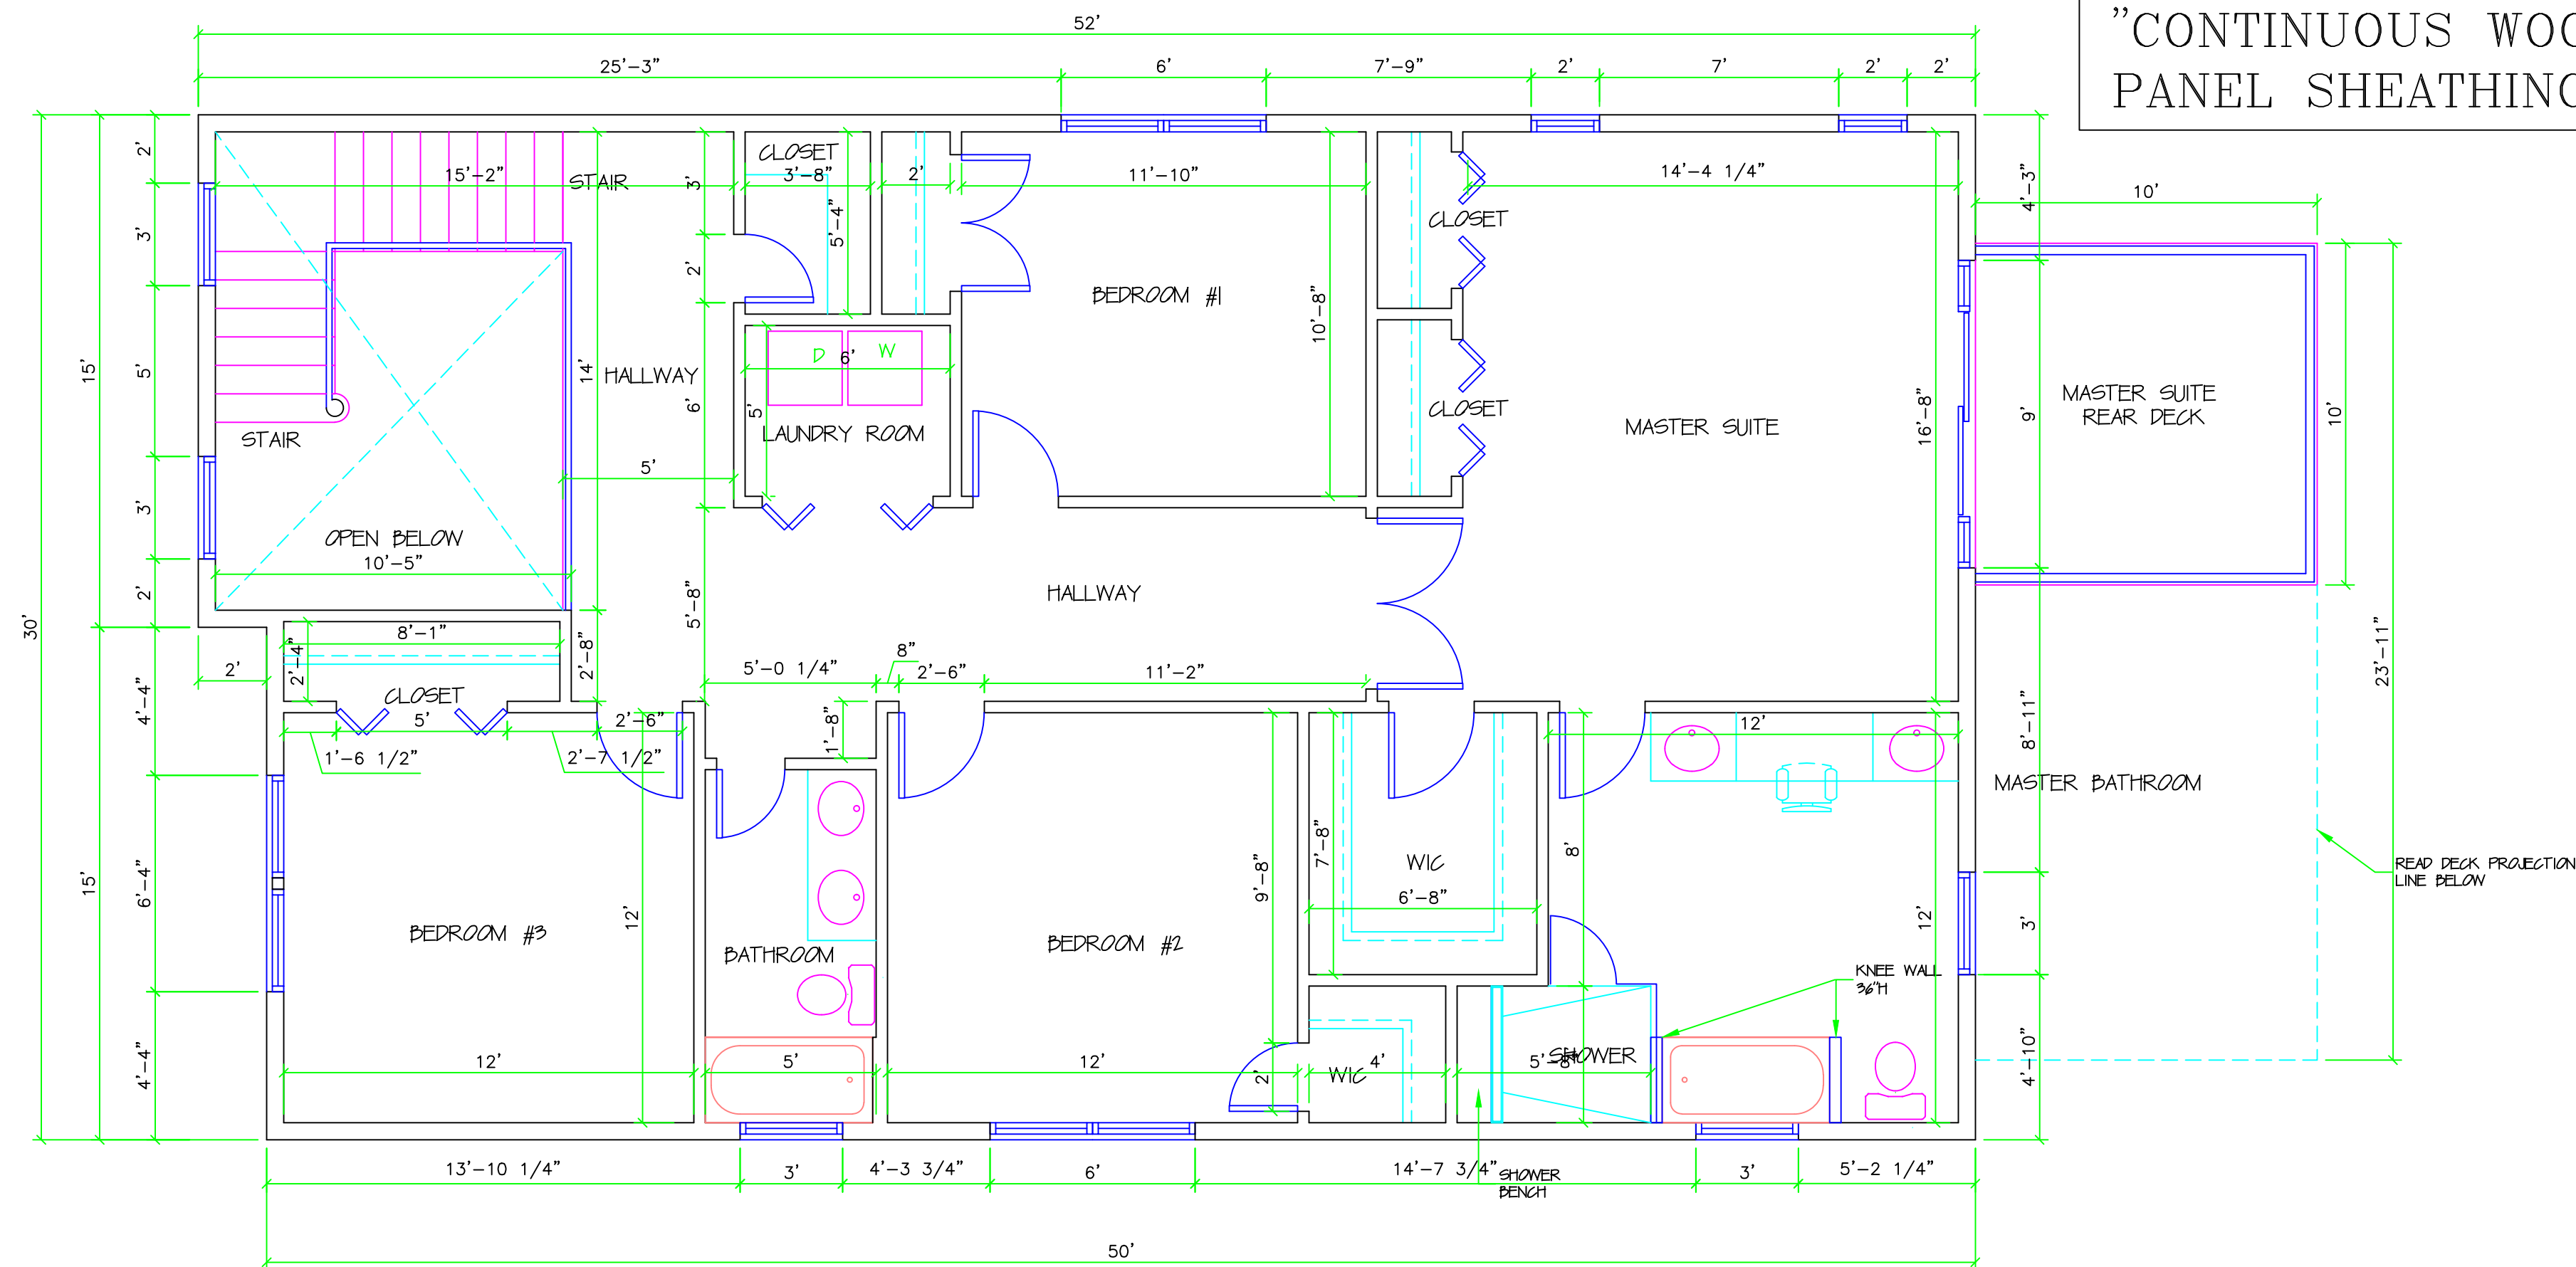 52'
"CONTINUOUS WOO
PANEL SHEATHING
25'-3" 6' 7'-9" 2' 7' 2' 2'
2' 3' 5' 3' 2'
15' 30' 15'
4'-4" 6'-4" 4'-4"
2'
15'-2"
STAIR
STAIR
OPEN BELOW
10'-5"
14'
HALLWAY
5'
3' 2' 6' 5'-8"
CLOSET
3'-8"
5'-4"
2'
D W
6'
5'
LAUNDRY ROOM
11'-10"
BEDROOM #1
10'-8"
CLOSET
CLOSET
14'-4 1/4"
MASTER SUITE
16'-8"
4'-3"
9'
8'-11"
3'
4'-10"
10'
MASTER SUITE
REAR DECK
10'
23'-11"
HALLWAY
8'-1"
2'-4"
CLOSET
2'-8"
5'
2'-6"
1'-6 1/2"
2'-7 1/2"
5'-0 1/4"
8"
2'-6"
11'-2"
1'-8"
BEDROOM #3
12'
12'
BATHROOM
5'
BEDROOM #2
9'-8"
12'
2'
7'-8"
WIC
6'-8"
WIC
4'
8'
12'
MASTER BATHROOM
12'
KNEE WALL
36"H
SHOWER
5'-8"
READ DECK PROJECTION
LINE BELOW
13'-10 1/4" 3' 4'-3 3/4" 6' 14'-7 3/4" 3' 5'-2 1/4"
SHOWER
BENCH
50'